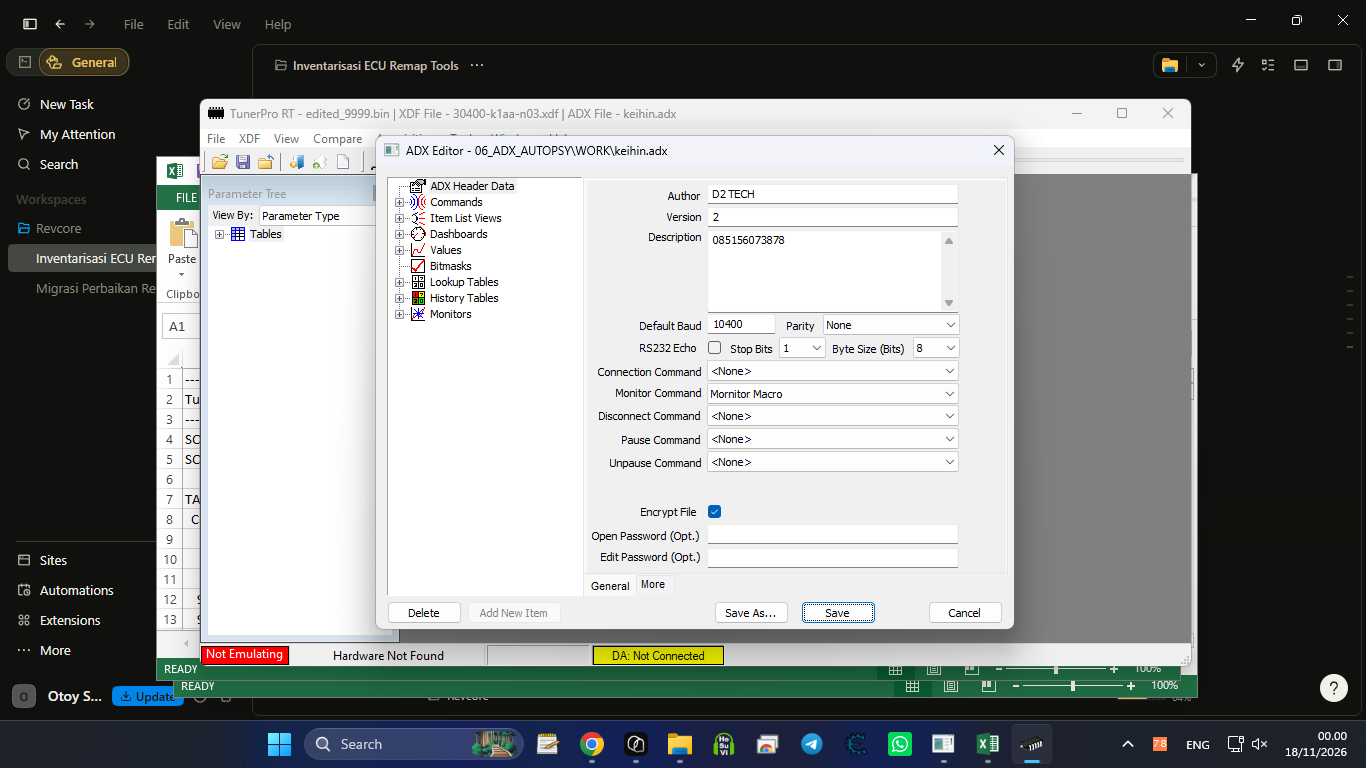 File Edit View Help
General
Inventarisasi ECU Remap Tools ...
New Task
My Attention
Search
Workspaces
Revcore
Inventarisasi ECU Rem
Migrasi Perbaikan Re
Sites
Automations
Extensions
More
Otoy S... Update
TunerPro RT - edited_9999.bin | XDF File - 30400-k1aa-n03.xdf | ADX File - keihin.adx
File XDF View Compare
Parameter Tree
View By: Parameter Type
Tables
FILE
Paste
Clipbo
A1
1 ---
2 Tu
3 ---
4 SC
5 SC
6
7 TA
8 C
9
10
11
12
13
READY
READY
ADX Editor - 06_ADX_AUTOPSY\WORK\keihin.adx
ADX Header Data
Commands
Item List Views
Dashboards
Values
Bitmasks
Lookup Tables
History Tables
Monitors
Author D2 TECH
Version 2
Description 085156073878
Default Baud 10400 Parity None
RS232 Echo Stop Bits 1 Byte Size (Bits) 8
Connection Command <None>
Monitor Command Mornitor Macro
Disconnect Command <None>
Pause Command <None>
Unpause Command <None>
Encrypt File
Open Password (Opt.)
Edit Password (Opt.)
General More
Delete Add New Item Save As... Save Cancel
Not Emulating Hardware Not Found DA: Not Connected
100%
100%
?
Search
78
ENG
00.00
18/11/2026